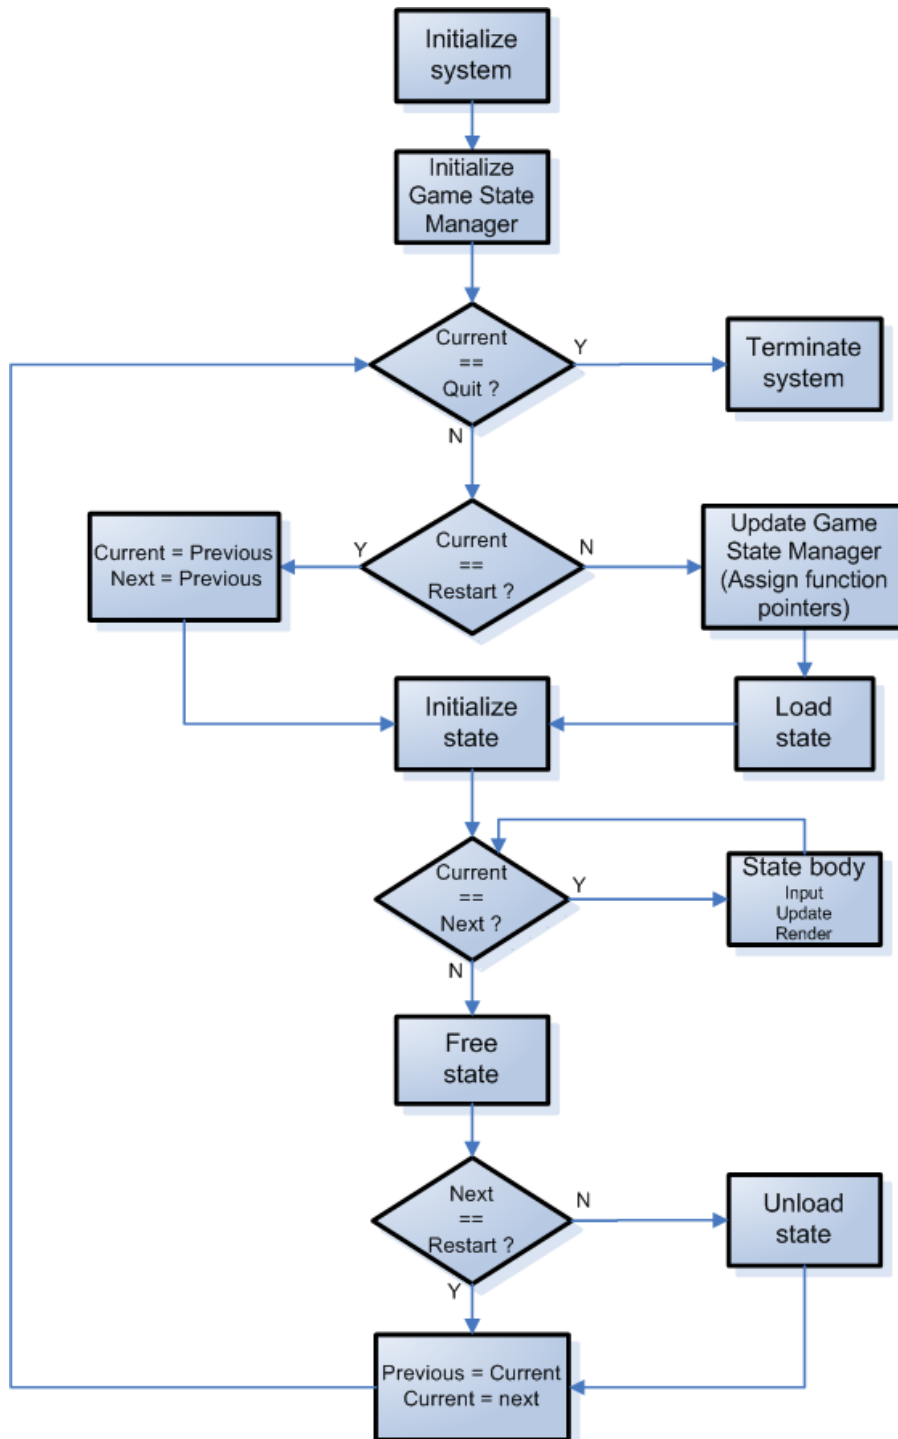 Initialize
system
Initialize
Game State
Manager
Current
==
Quit ?
Y
Terminate
system
N
Current = Previous
Next = Previous
Y
Current
==
Restart ?
N
Update Game
State Manager
(Assign function
pointers)
Initialize
state
Load
state
Current
==
Next ?
Y
State body
Input
Update
Render
N
Free
state
Next
==
Restart ?
N
Unload
state
Y
Previous = Current
Current = next